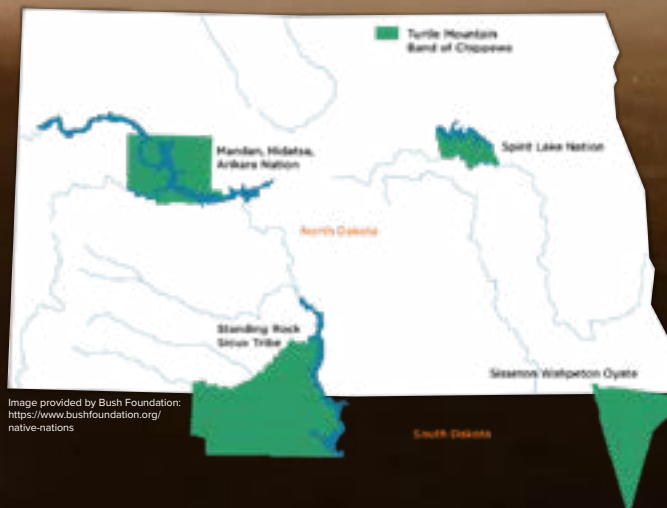 Turtle Mountain
Band of Chippewa
Mandan, Hidatsa,
Arikara Nation
Spirit Lake Nation
North Dakota
Standing Rock
Sioux Tribe
Sisseton Wahpeton Oyate
Image provided by Bush Foundation:
https://www.bushfoundation.org/
native-nations
South Dakota